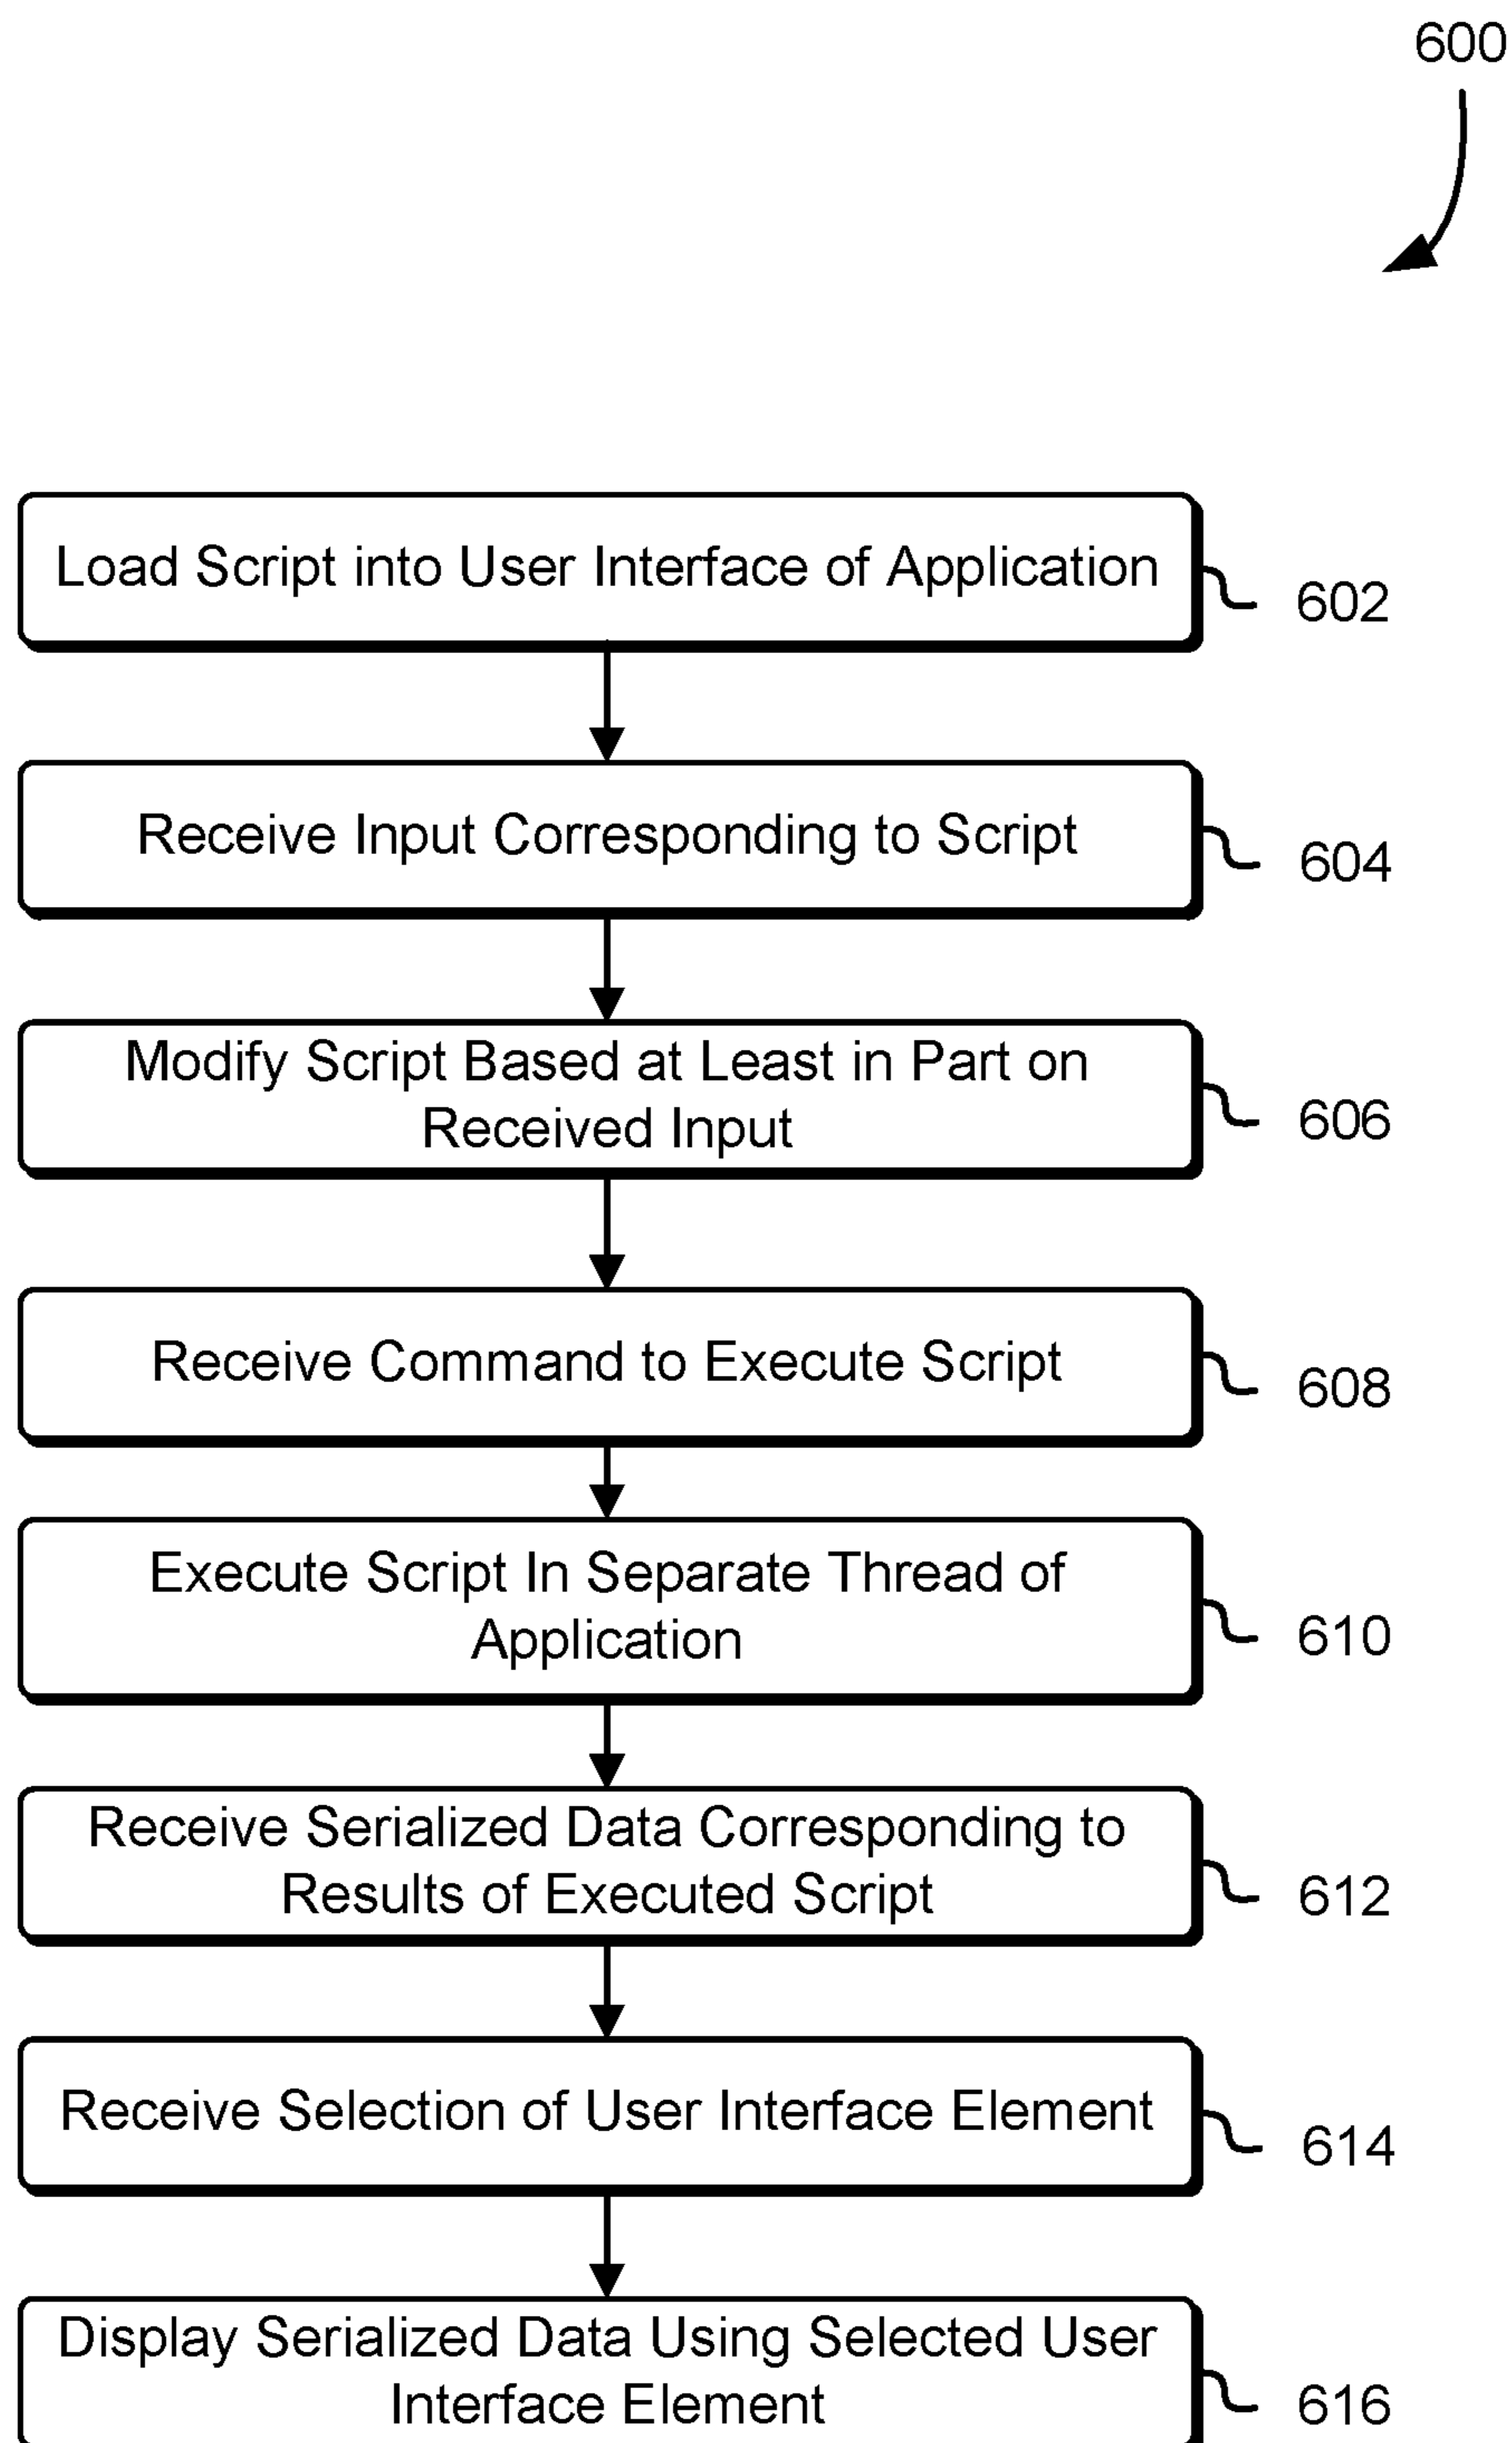 600
Load Script into User Interface of Application
602
Receive Input Corresponding to Script
604
Modify Script Based at Least in Part on
Received Input
606
Receive Command to Execute Script
608
Execute Script In Separate Thread of
Application
610
Receive Serialized Data Corresponding to
Results of Executed Script
612
Receive Selection of User Interface Element
614
Display Serialized Data Using Selected User
Interface Element
616